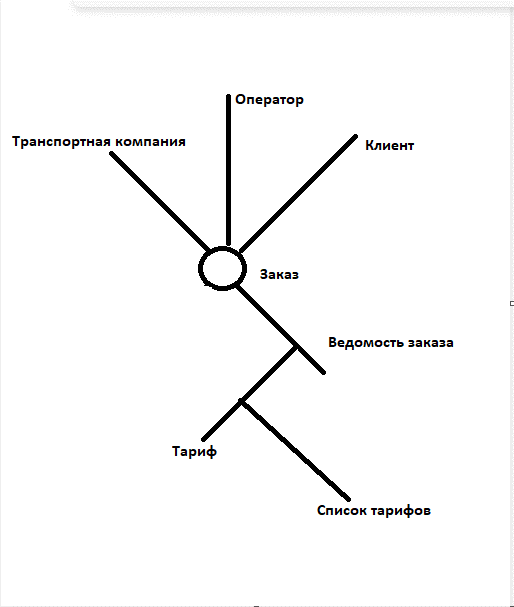 Оператор
Транспортная компания
Клиент
Заказ
Ведомость заказа
Тариф
Список тарифов